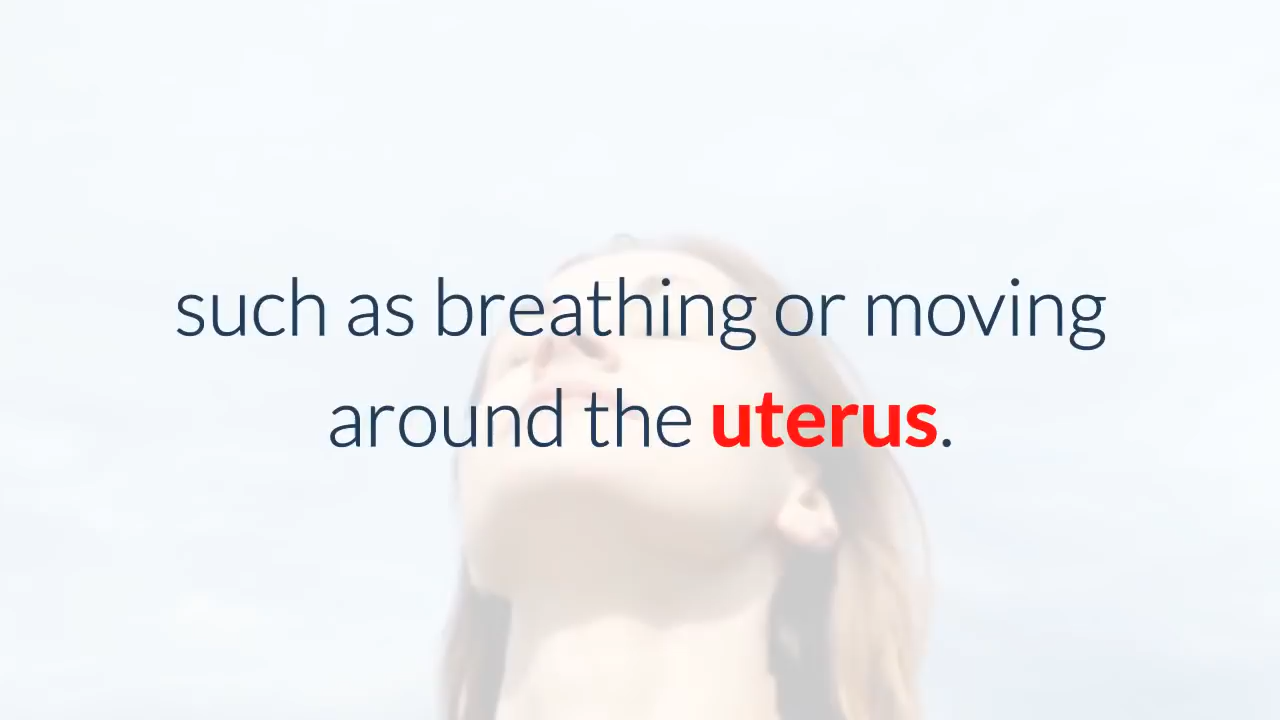 such as breathing or moving
around the uterus.